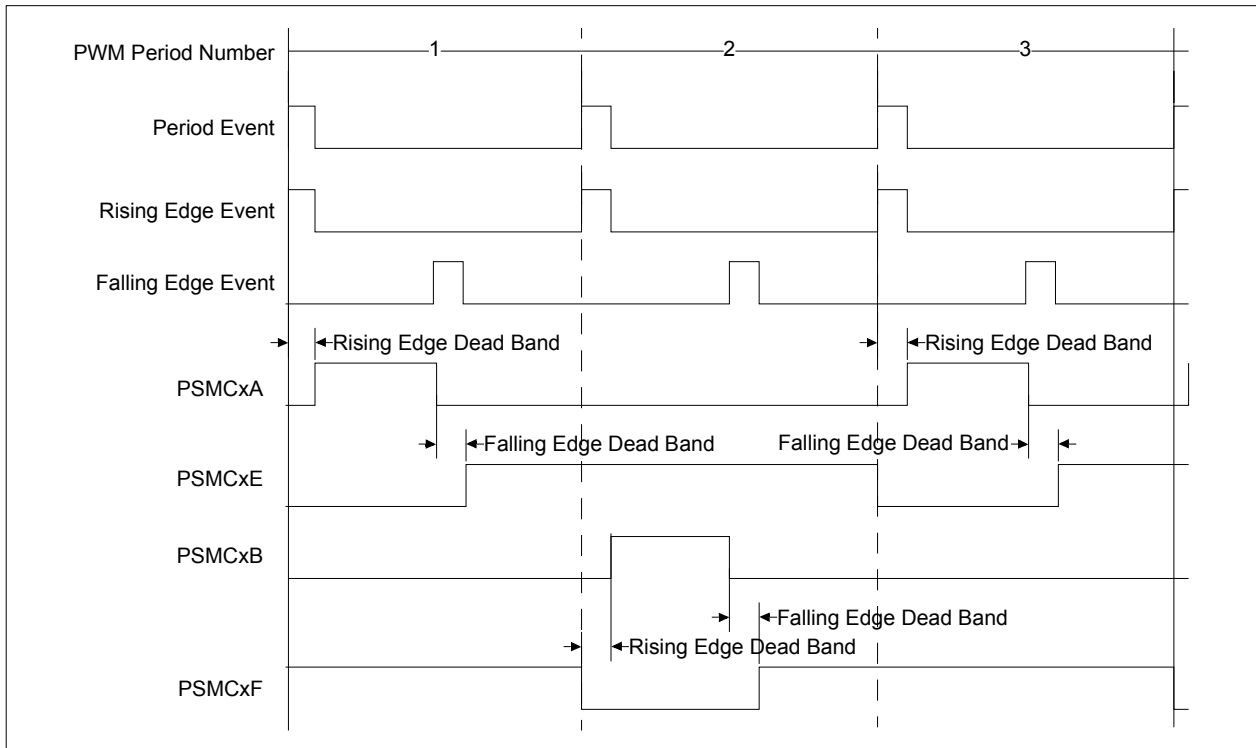 PWM Period Number
1
2
3
Period Event
Rising Edge Event
Falling Edge Event
Rising Edge Dead Band
Rising Edge Dead Band
PSMCxA
Falling Edge Dead Band
Falling Edge Dead Band
PSMCxE
PSMCxB
Falling Edge Dead Band
Rising Edge Dead Band
PSMCxF